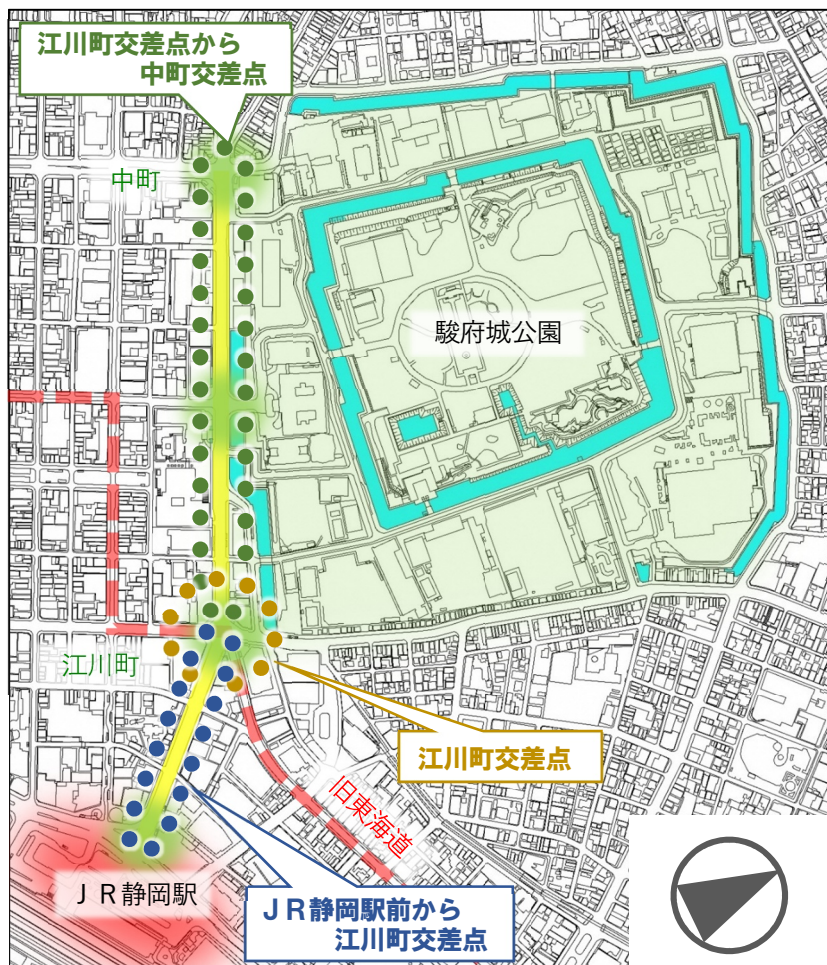 江川町交差点から
中町交差点
中町
駿府城公園
江川町
江川町交差点
旧東海道
ＪＲ静岡駅
ＪＲ静岡駅前から
江川町交差点